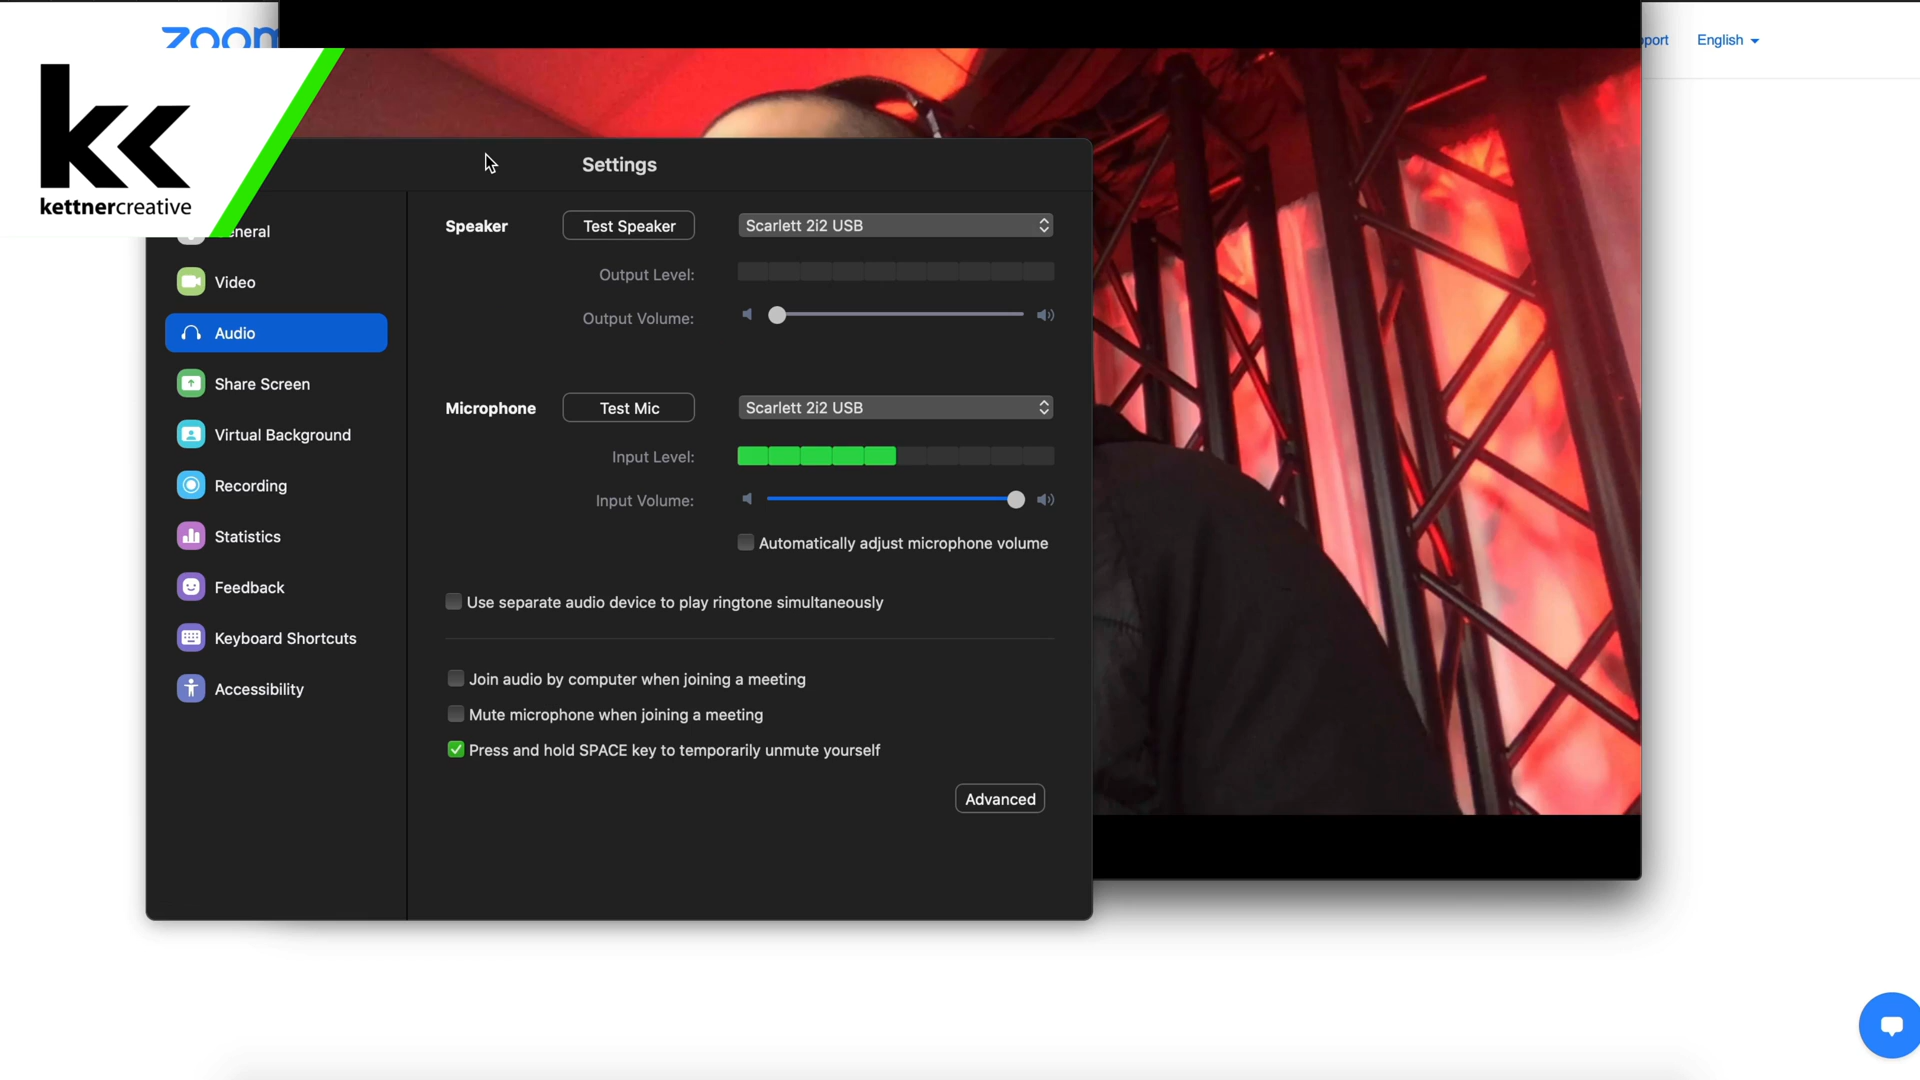 zoom
English
kc
kettnercreative
Settings
Speaker
Test Speaker
Scarlett 2i2 USB
Output Level:
Output Volume:
Microphone
Test Mic
Scarlett 2i2 USB
Input Level:
Input Volume:
Automatically adjust microphone volume
Use separate audio device to play ringtone simultaneously
Join audio by computer when joining a meeting
Mute microphone when joining a meeting
Press and hold SPACE key to temporarily unmute yourself
Advanced
eneral
Video
Audio
Share Screen
Virtual Background
Recording
Statistics
Feedback
Keyboard Shortcuts
Accessibility